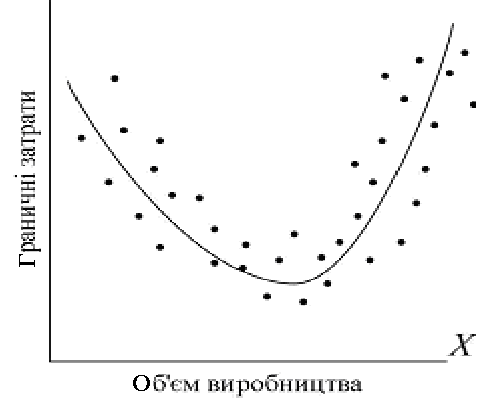 Граничні затрати
X
Об'єм виробництва